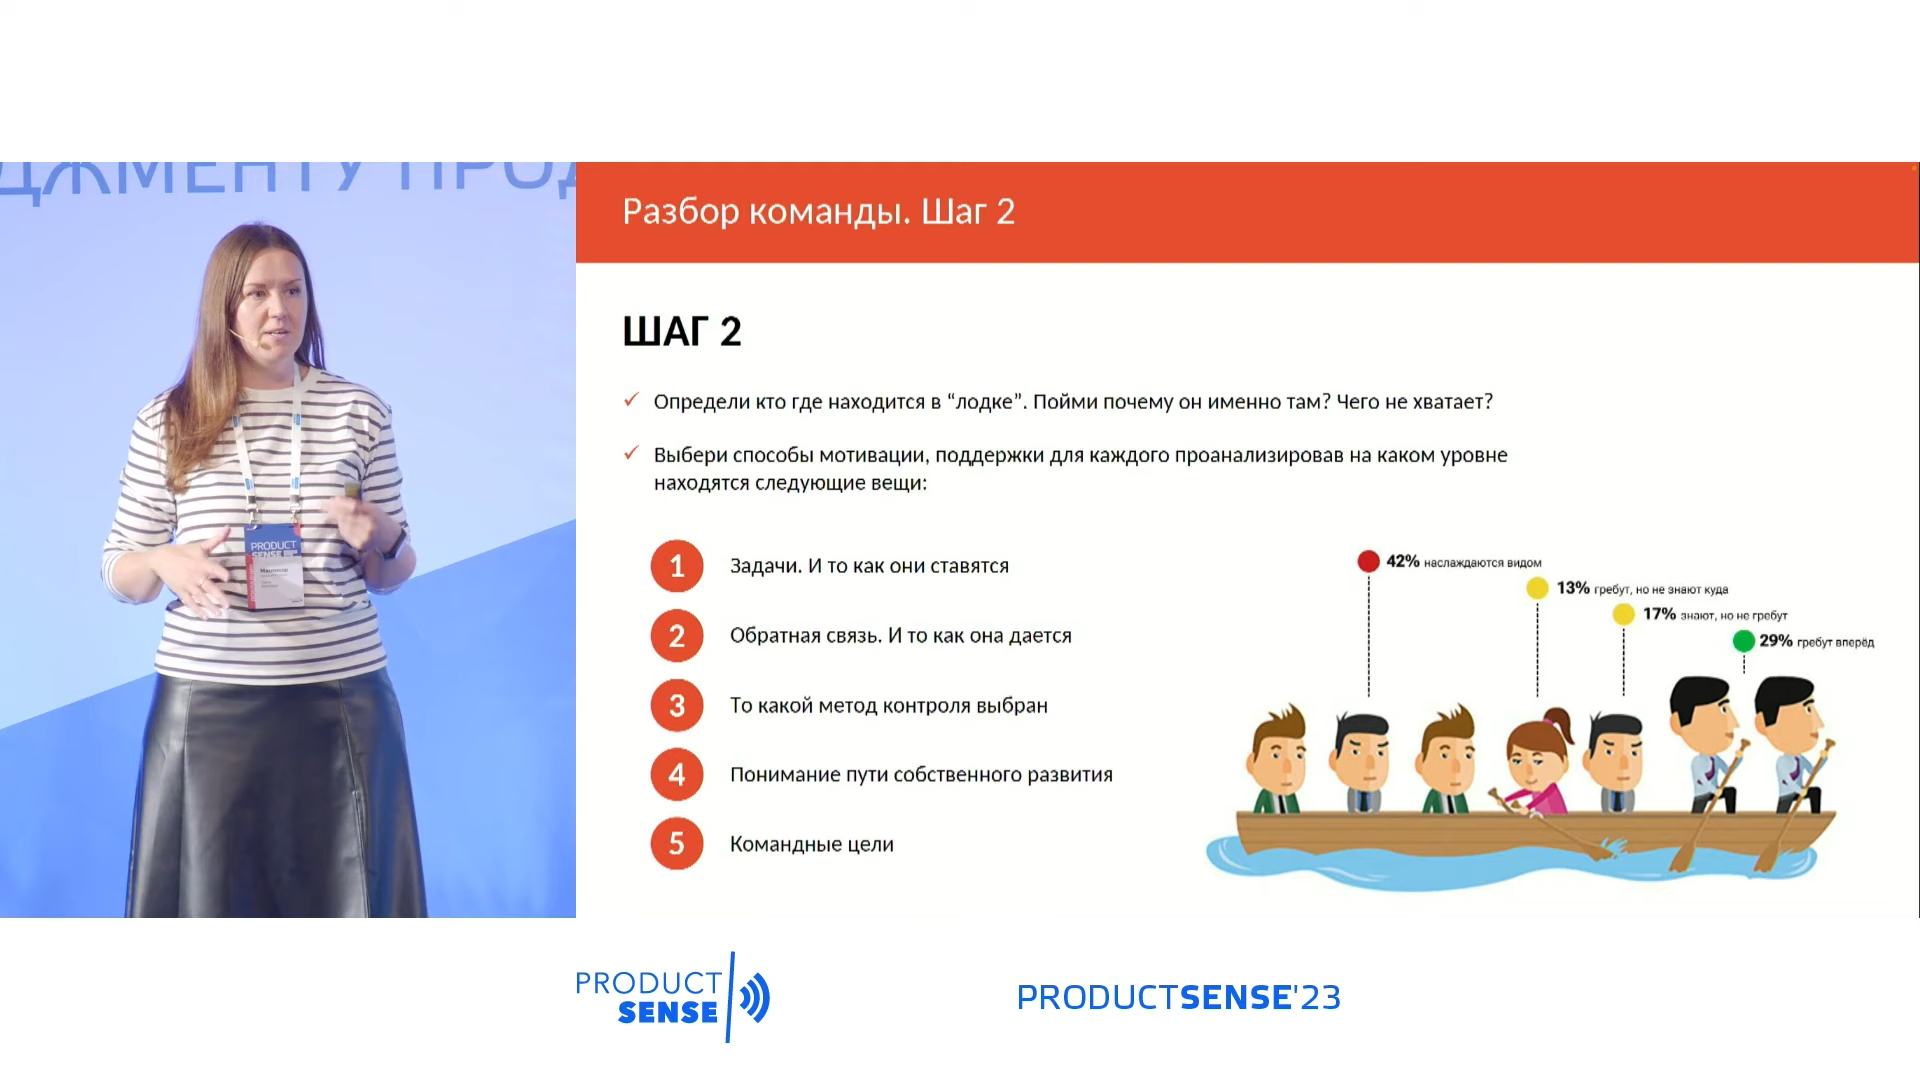 ДЖМЕНТУ ПРОД
Разбор команды. Шаг 2
ШАГ 2
✓ Определи кто где находится в “лодке”. Пойми почему он именно там? Чего не хватает?
✓ Выбери способы мотивации, поддержки для каждого проанализировав на каком уровне
находятся следующие вещи:
1 Задачи. И то как они ставятся
2 Обратная связь. И то как она дается
3 То какой метод контроля выбран
4 Понимание пути собственного развития
5 Командные цели
42% наслаждаются видом
13% гребут, но не знают куда
17% знают, но не гребут
29% гребут вперёд
PRODUCT
SENSE
PRODUCT
SENSE
PRODUCTSENSE'23